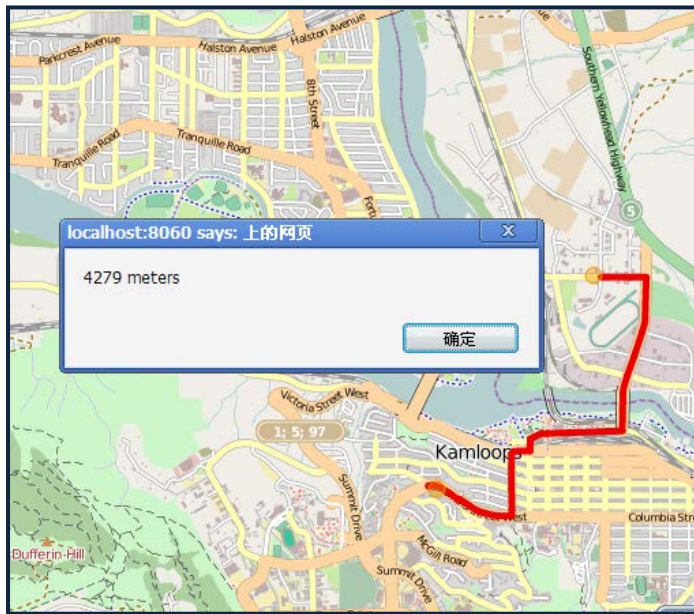 Parkcrest Avenue
Halston Avenue
Halston Avenue
8th Street
Southern Yellowhead Highway
Tranquille Road
Tranquille Road
5
localhost:8060 says: 上的网页
X
4279 meters
确定
Victoria Street West
1; 5; 97
Kamloops
Summit Drive
West
Columbia
McGill Road
Dufferin Hill
Summit Drive